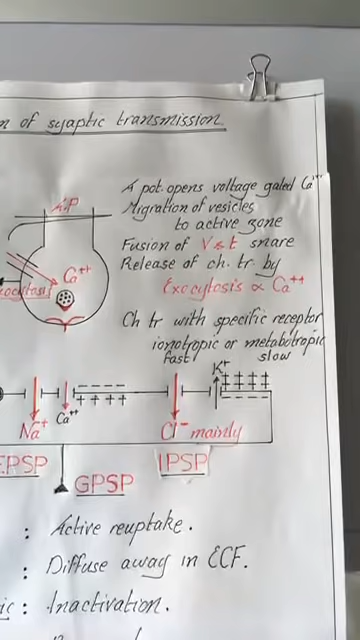 n of synaptic transmission
AP
A pot. opens voltage gated Ca++
Migration of vesicles
to active zone
Fusion of V & t snare
Release of ch. tr by
Exocytosis ∝ Ca++
Ca++
ocytosis
Ch tr with specific receptor
ionotropic or metabotropic
fast slow
K+
Na+ Ca++ Cl- mainly
EPSP IPSP
GPSP
: Active reuptake.
: Diffuse away in ECF.
ic: Inactivation.